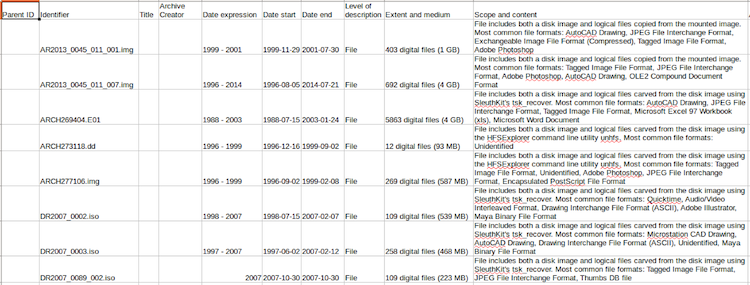 Parent ID Identifier Title Archive Creator Date expression Date start Date end Level of description Extent and medium Scope and content
File includes both a disk image and logical files copied from the mounted image.
Most common file formats: AutoCAD Drawing, JPEG File Interchange Format,
Exchangeable Image File Format (Compressed), Tagged Image File Format,
AR2013_0045_011_001.img 1999 - 2001 1999-11-29 2001-07-30 File 403 digital files (1 GB) Adobe Photoshop
File includes both a disk image and logical files copied from the mounted image.
Most common file formats: Tagged Image File Format, JPEG File Interchange
AR2013_0045_011_007.img 1996 - 2014 1996-08-05 2014-07-21 File 692 digital files (4 GB) Format, Adobe Photoshop, AutoCAD Drawing, OLE2 Compound Document
Format
File includes both a disk image and logical files carved from the disk image using
SleuthKit's tsk_recover. Most common file formats: AutoCAD Drawing, JPEG File
Interchange Format, Tagged Image File Format, Microsoft Excel 97 Workbook
ARCH269404.E01 1988 - 2003 1988-07-15 2003-01-24 File 5863 digital files (4 GB) (xls), Microsoft Word Document
File includes both a disk image and logical files carved from the disk image using
the HFSExplorer command line utility unhfs. Most common file formats:
ARCH273118.dd 1996 - 1999 1996-12-16 1999-09-02 File 12 digital files (93 MB) Unidentified
File includes both a disk image and logical files carved from the disk image using
the HFSExplorer command line utility unhfs. Most common file formats: Tagged
Image File Format, Unidentified, Adobe Photoshop, JPEG File Interchange
ARCH277106.img 1996 - 1999 1996-09-02 1999-02-08 File 269 digital files (587 MB) Format, Encapsulated PostScript File Format
File includes both a disk image and logical files carved from the disk image using
SleuthKit's tsk_recover. Most common file formats: Quicktime, Audio/Video
Interleaved Format, Drawing Interchange File Format (ASCII), Adobe Illustrator,
DR2007_0002.iso 1998 - 2007 1998-07-15 2007-02-07 File 109 digital files (539 MB) Maya Binary File Format
File includes both a disk image and logical files carved from the disk image using
SleuthKit's tsk_recover. Most common file formats: Microstation CAD Drawing,
AutoCAD Drawing, Drawing Interchange File Format (ASCII), Unidentified, Maya
DR2007_0003.iso 1997 - 2007 1997-06-02 2007-02-12 File 258 digital files (468 MB) Binary File Format
File includes both a disk image and logical files carved from the disk image using
SleuthKit's tsk_recover. Most common file formats: Tagged Image File Format,
DR2007_0089_002.iso 2007 2007-10-30 2007-10-30 File 109 digital files (223 MB) JPEG File Interchange Format, Thumbs DB file